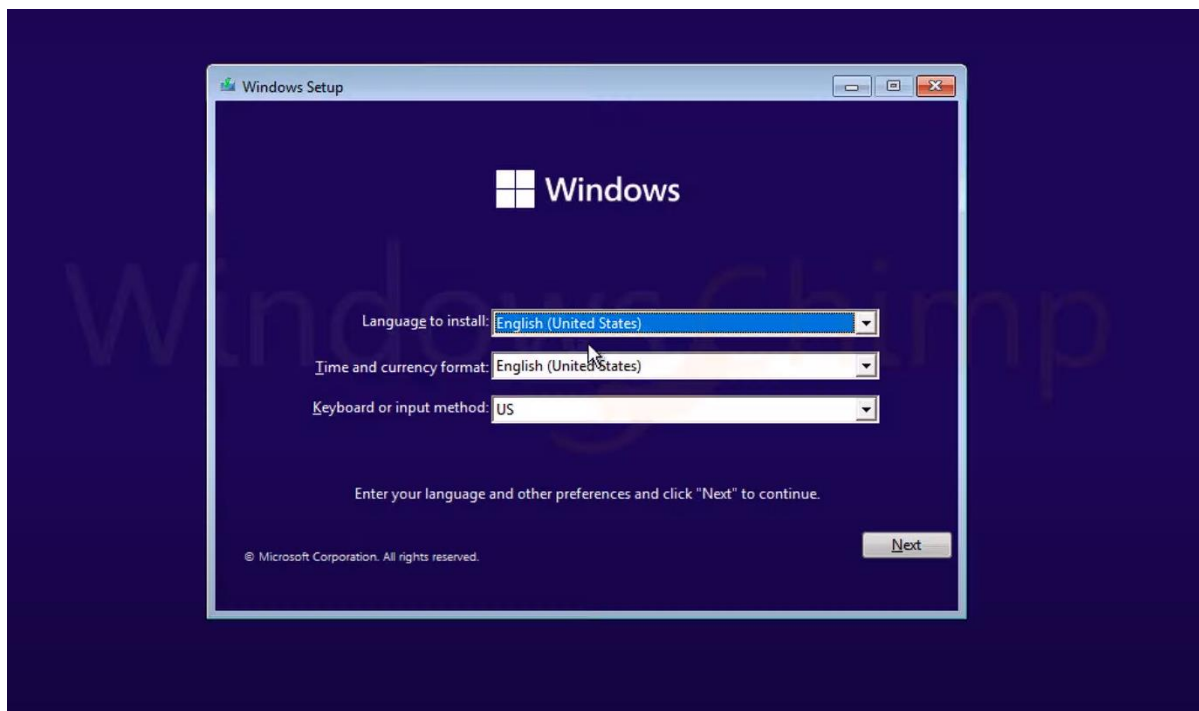 Windows Setup
Windows
WindowsChimp
Language to install: English (United States)
Time and currency format: English (United States)
Keyboard or input method: US
Enter your language and other preferences and click "Next" to continue.
Next
© Microsoft Corporation. All rights reserved.